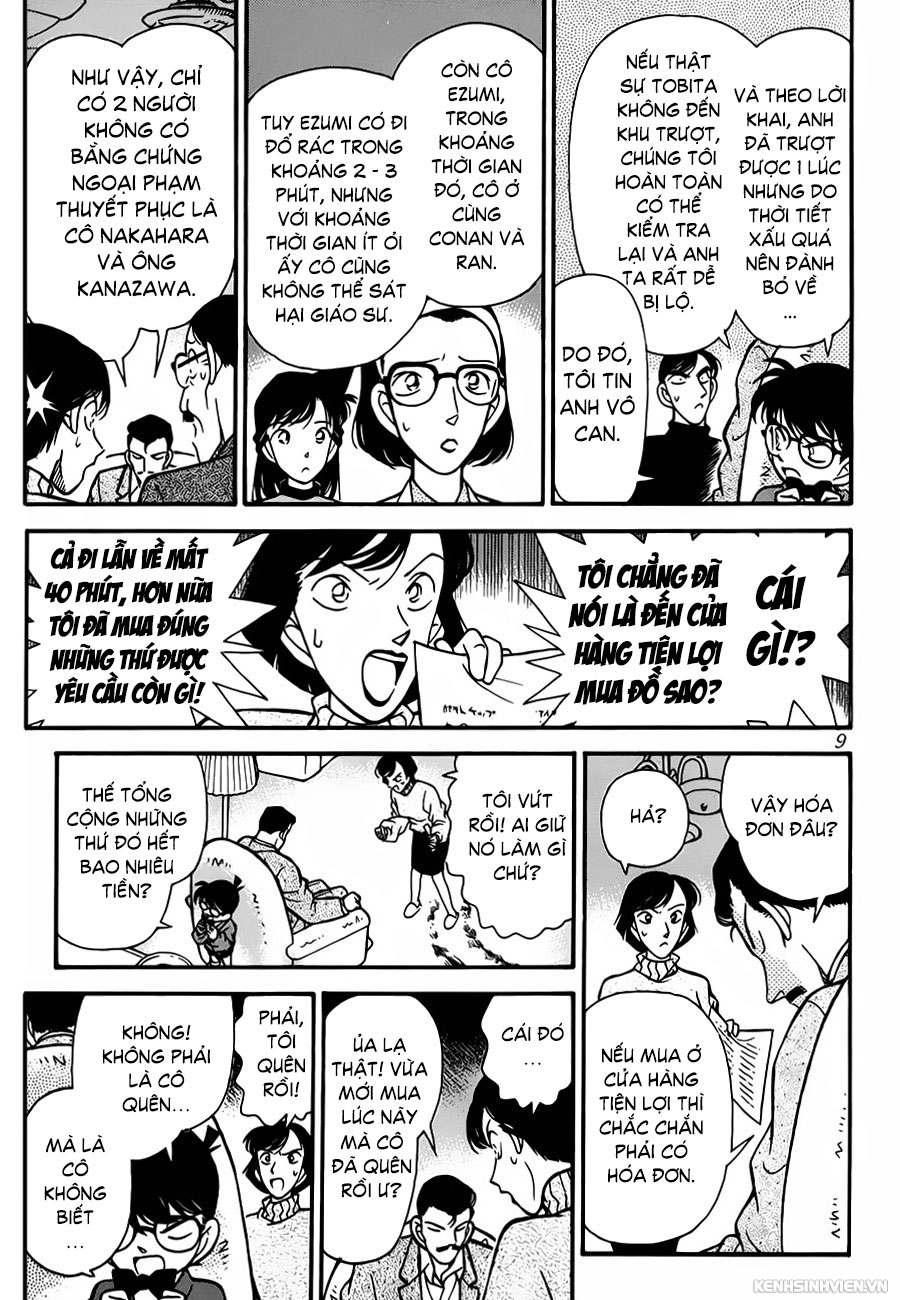 VÀ THEO LỜI
KHAI, ANH
ĐÃ TRƯỢT
ĐƯỢC 1 LÚC
NHƯNG DO
THỜI TIẾT
XẤU QUÁ
NÊN ĐÀNH
BỎ VỀ
...
NẾU THẬT
SỰ TOBITA
KHÔNG ĐẾN
KHU TRƯỢT,
CHÚNG TÔI
HOÀN TOÀN
CÓ THỂ
KIỂM TRA
LẠI VÀ ANH
TA RẤT DỄ
BỊ LỘ.
DO ĐÓ,
TÔI TIN
ANH VÔ
CAN.
CÒN CÔ
EZUMI,
TRONG
KHOẢNG
THỜI GIAN
ĐÓ, CÔ Ở
CÙNG
CONAN VÀ
RAN.
TUY EZUMI CÓ ĐI
ĐỔ RÁC TRONG
KHOẢNG 2 - 3
PHÚT, NHƯNG
VỚI KHOẢNG
THỜI GIAN ÍT ỎI
ẤY CÔ CŨNG
KHÔNG THỂ SÁT
HẠI GIÁO SƯ.
NHƯ VẬY, CHỈ
CÓ 2 NGƯỜI
KHÔNG CÓ
BẰNG CHỨNG
NGOẠI PHẠM
THUYẾT PHỤC LÀ
CÔ NAKAHARA
VÀ ÔNG
KANAZAWA.
CÁI
GÌ!?
TÔI CHẲNG ĐÃ
NÓI LÀ ĐẾN CỬA
HÀNG TIỆN LỢI
MUA ĐỒ SAO?
CẢ ĐI LẪN VỀ MẤT
40 PHÚT, HƠN NỮA
TÔI ĐÃ MUA ĐÚNG
NHỮNG THỨ ĐƯỢC
YÊU CẦU CÒN GÌ!
9
VẬY HÓA
ĐƠN ĐÂU?
HẢ?
NẾU MUA Ở
CỬA HÀNG
TIỆN LỢI THÌ
CHẮC CHẮN
PHẢI CÓ
HÓA ĐƠN.
TÔI VỨT
RỒI! AI GIỮ
NÓ LÀM GÌ
CHỨ?
THẾ TỔNG
CỘNG NHỮNG
THỨ ĐÓ HẾT
BAO NHIÊU
TIỀN?
CÁI ĐÓ
...
ỦA LẠ
THẬT! VỪA
MỚI MUA
LÚC NÃY
MÀ CÔ
ĐÃ QUÊN
RỒI Ư?
PHẢI,
TÔI
QUÊN
RỒI!
KHÔNG!
KHÔNG PHẢI
LÀ CÔ
QUÊN...
MÀ LÀ
CÔ
KHÔNG
BIẾT
...
KENHSINHVIEN.VN